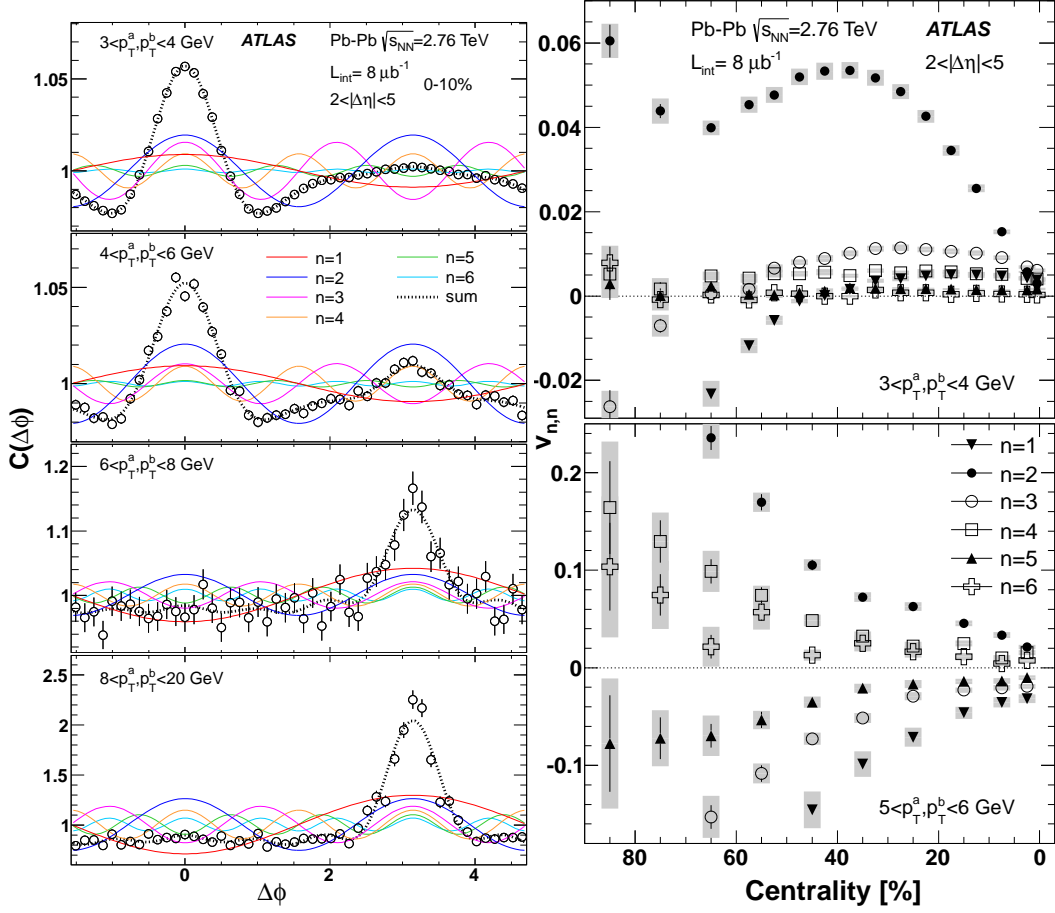 3<p_T^a,p_T^b<4 GeV
ATLAS
Pb-Pb √s_NN=2.76 TeV
L_int= 8 μb^-1
0-10%
2<|Δη|<5
1.05
1
4<p_T^a,p_T^b<6 GeV
n=1
n=2
n=3
n=4
n=5
n=6
sum
1.05
1
C(Δϕ)
6<p_T^a,p_T^b<8 GeV
1.2
1.1
1
8<p_T^a,p_T^b<20 GeV
2.5
2
1.5
1
0
2
4
Δϕ
Pb-Pb √s_NN=2.76 TeV
ATLAS
L_int= 8 μb^-1
2<|Δη|<5
0.06
0.04
0.02
0
-0.02
3<p_T^a,p_T^b<4 GeV
v_n,n
n=1
n=2
n=3
n=4
n=5
n=6
0.2
0.1
0
-0.1
5<p_T^a,p_T^b<6 GeV
80
60
40
20
0
Centrality [%]